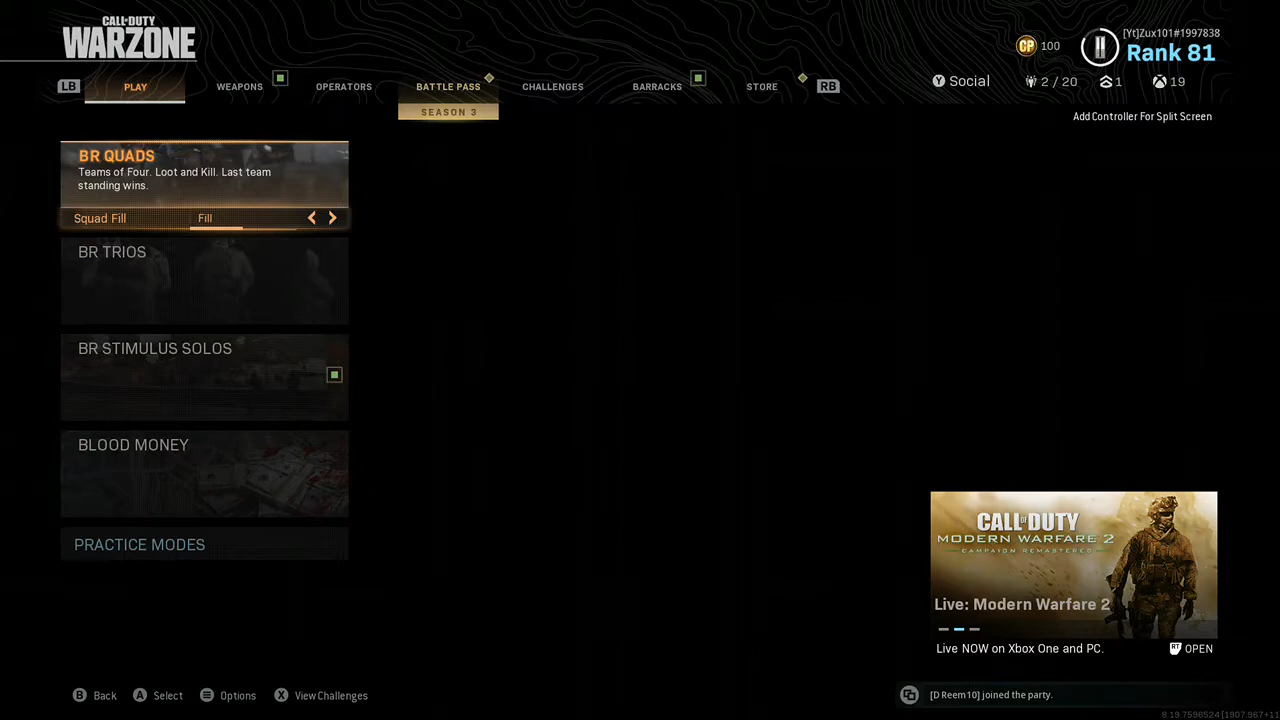 CALL OF DUTY
WARZONE
CP 100
[Yt]Zux101#1997838
Rank 81
LB
PLAY
WEAPONS
OPERATORS
BATTLE PASS
CHALLENGES
BARRACKS
STORE
RB
SEASON 3
Y Social
2 / 20
1
19
Add Controller For Split Screen
BR QUADS
Teams of Four. Loot and Kill. Last team
standing wins.
Squad Fill
Fill
BR TRIOS
BR STIMULUS SOLOS
BLOOD MONEY
PRACTICE MODES
CALL OF DUTY
MODERN WARFARE 2
CAMPAIGN REMASTERED
Live: Modern Warfare 2
Live NOW on Xbox One and PC.
RT OPEN
B Back
A Select
Options
X View Challenges
[D Reem10] joined the party.